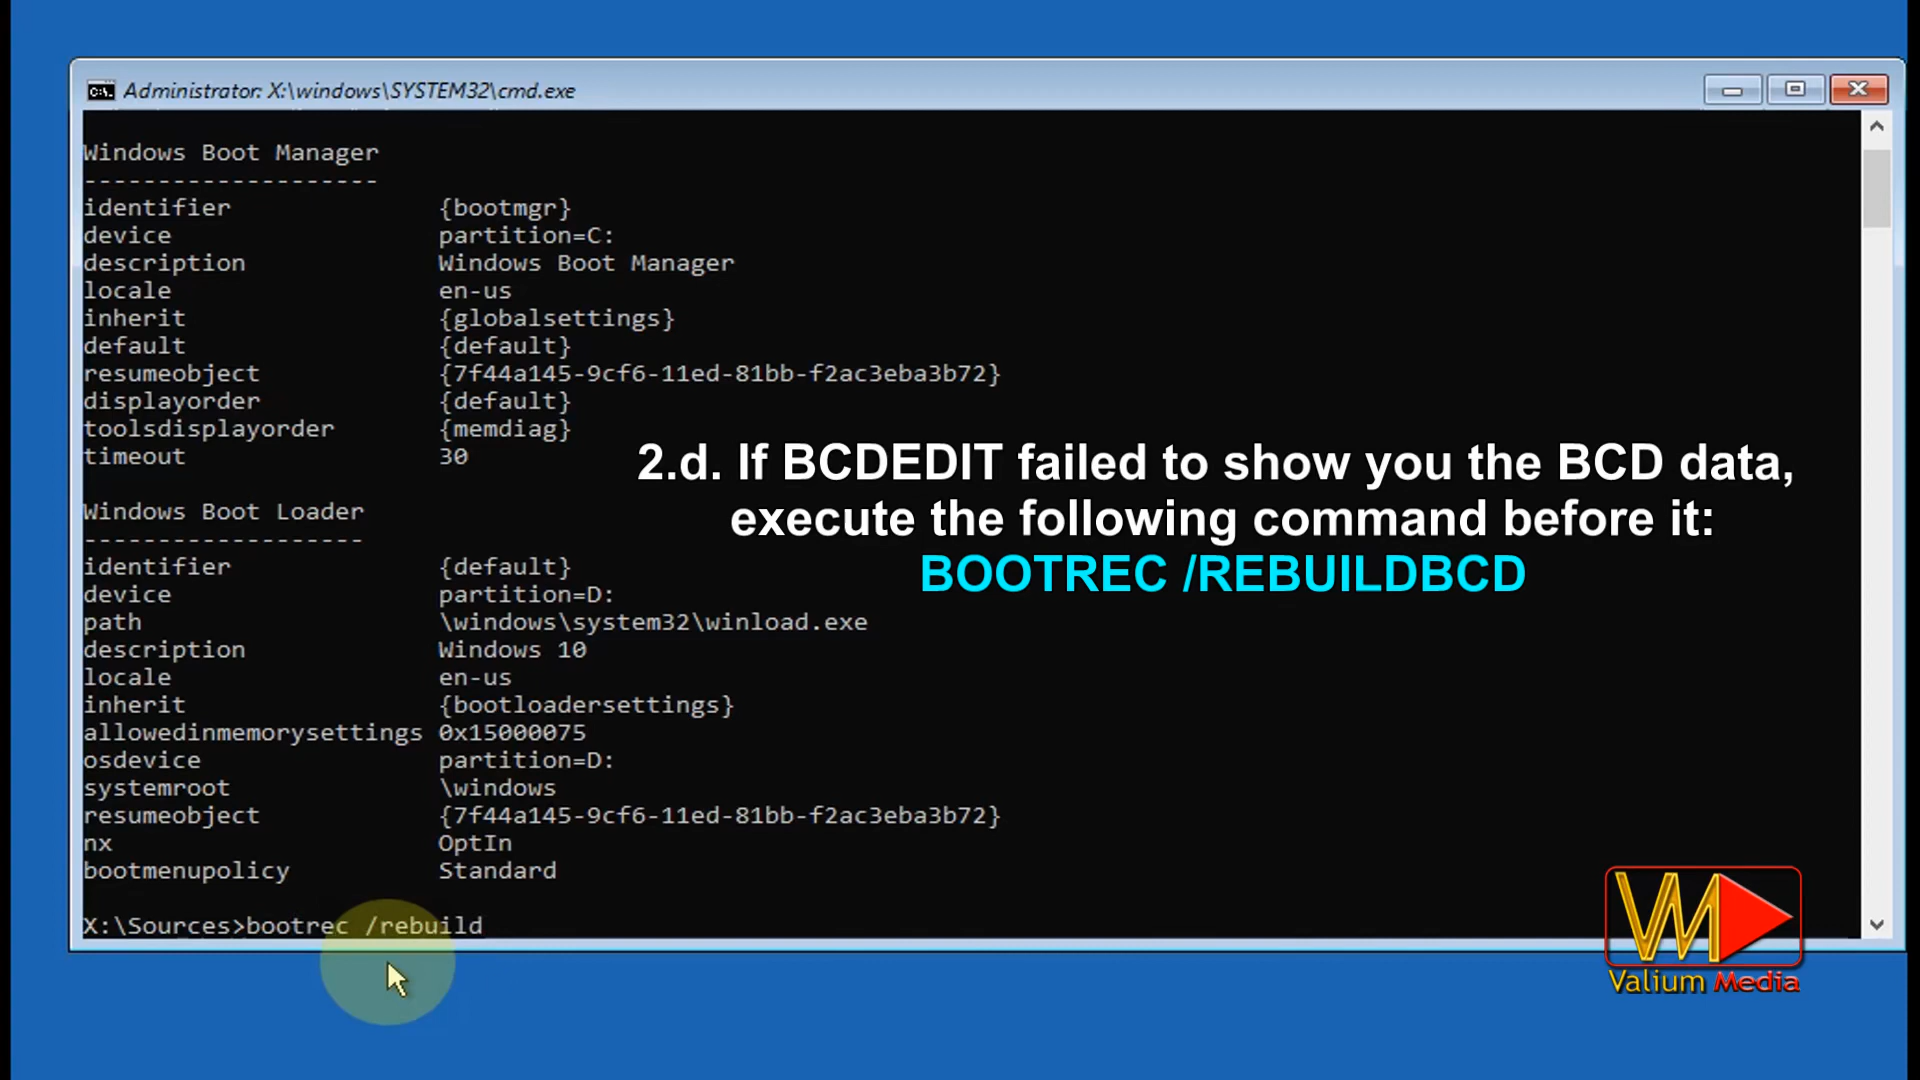 Administrator: X:\windows\SYSTEM32\cmd.exe
Windows Boot Manager
--------------------
identifier              {bootmgr}
device                  partition=C:
description             Windows Boot Manager
locale                  en-us
inherit                 {globalsettings}
default                 {default}
resumeobject            {7f44a145-9cf6-11ed-81bb-f2ac3eba3b72}
displayorder            {default}
toolsdisplayorder       {memdiag}
timeout                 30
Windows Boot Loader
-------------------
identifier              {default}
device                  partition=D:
path                    \windows\system32\winload.exe
description             Windows 10
locale                  en-us
inherit                 {bootloadersettings}
allowedinmemorysettings 0x15000075
osdevice                partition=D:
systemroot              \windows
resumeobject            {7f44a145-9cf6-11ed-81bb-f2ac3eba3b72}
nx                      OptIn
bootmenupolicy          Standard
X:\Sources>bootrec /rebuild
2.d. If BCDEDIT failed to show you the BCD data,
execute the following command before it:
BOOTREC /REBUILDBCD
VM
Valium Media